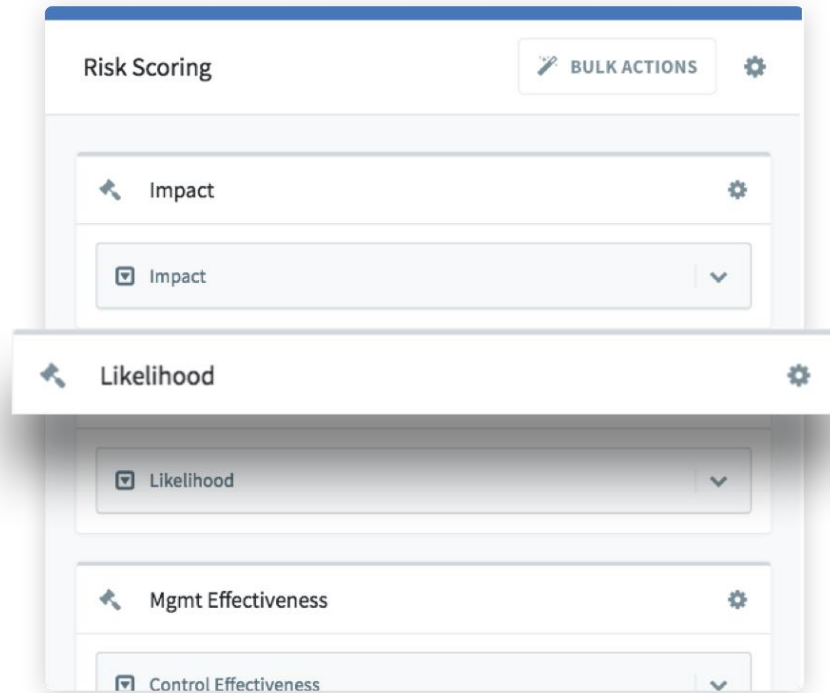 Risk Scoring
BULK ACTIONS
Impact
Impact
Likelihood
Likelihood
Mgmt Effectiveness
Control Effectiveness